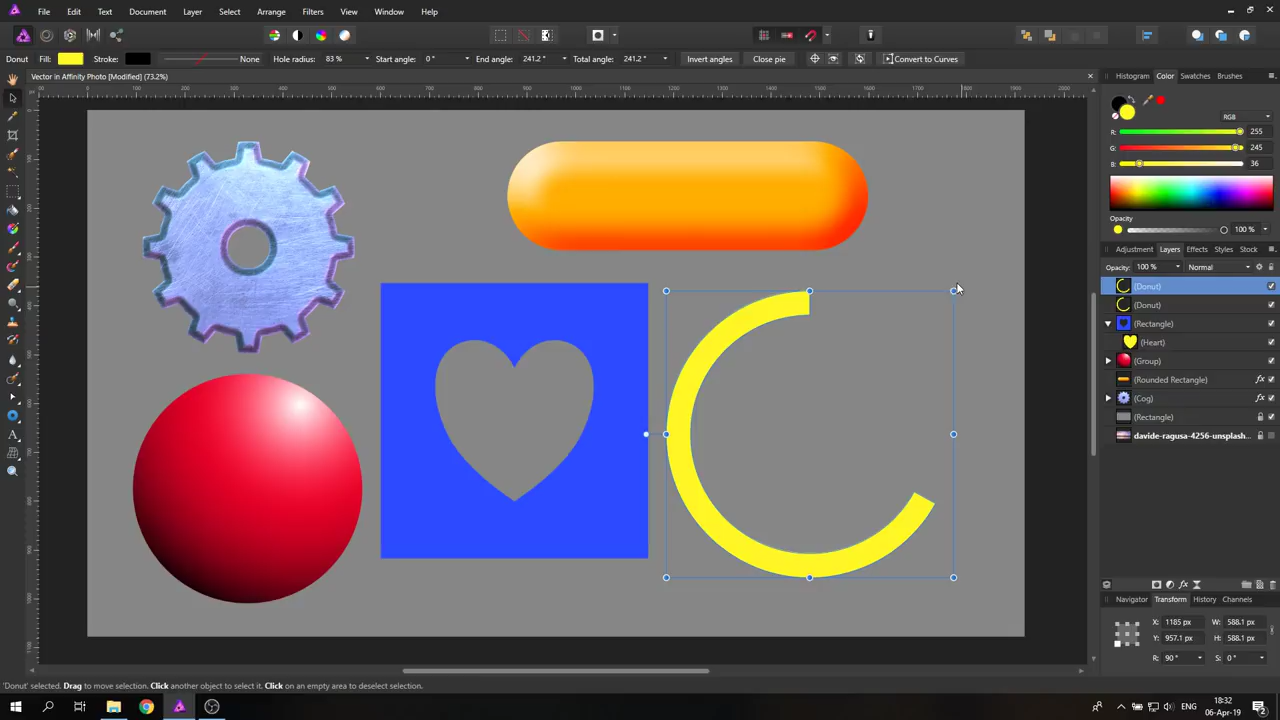 File Edit Text Document Layer Select Arrange Filters View Window Help
Donut Fill: Stroke: None Hole radius: 83 % Start angle: 0 ° End angle: 241.2 ° Total angle: 241.2 ° Invert angles Close pie Convert to Curves
Vector in Affinity Photo [Modified] (73.2%)
Histogram Color Swatches Brushes
RGB
R: 255
G: 245
B: 36
Opacity
100 %
Adjustment Layers Effects Styles Stock
Opacity: 100 % Normal
(Donut)
(Donut)
(Rectangle)
(Heart)
(Group)
(Rounded Rectangle) fx
(Cog) fx
(Rectangle)
davide-ragusa-4256-unsplash...
fx
Navigator Transform History Channels
X: 1185 px W: 588.1 px
Y: 957.1 px H: 588.1 px
R: 90 ° S: 0 °
'Donut' selected. Drag to move selection. Click another object to select it. Click on an empty area to deselect selection.
ENG
18:32
06-Apr-19
2